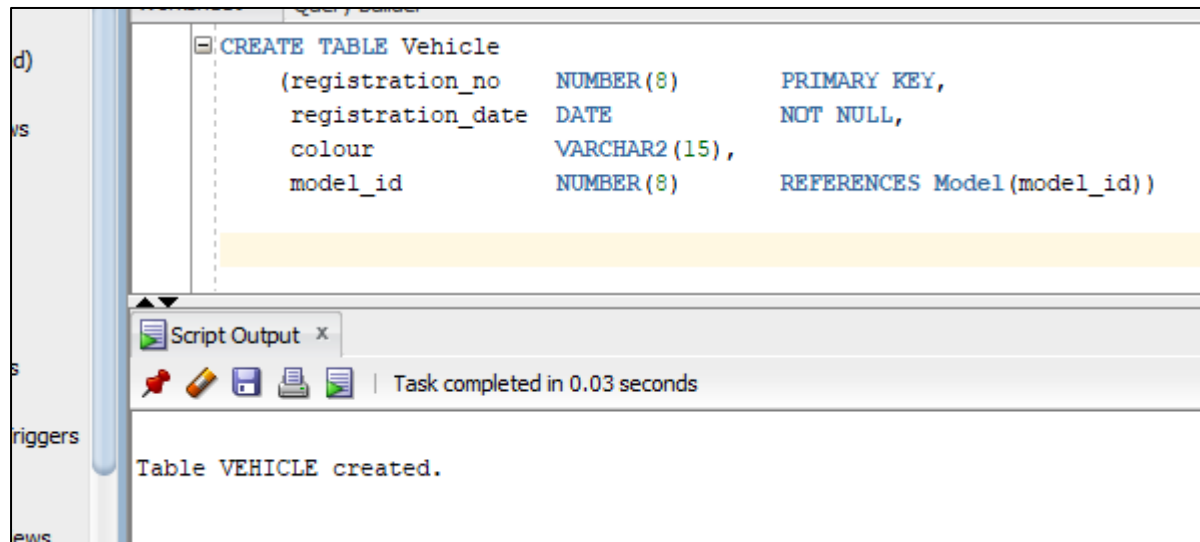 d)
ws
s
riggers
ews
CREATE TABLE Vehicle
(registration_no NUMBER(8) PRIMARY KEY,
registration_date DATE NOT NULL,
colour VARCHAR2(15),
model_id NUMBER(8) REFERENCES Model(model_id))
Script Output x
Task completed in 0.03 seconds
Table VEHICLE created.